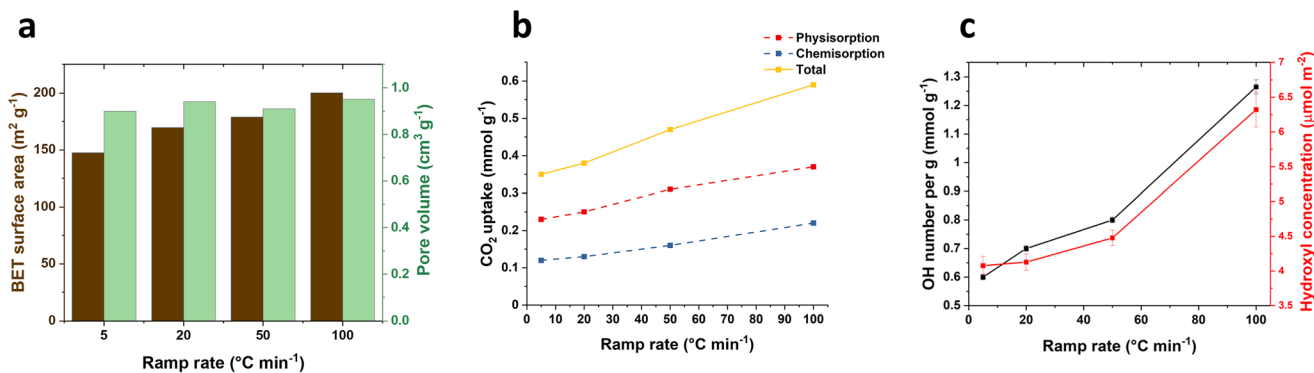 a
BET surface area (m² g⁻¹)
200
150
100
50
0
1.0
0.8
0.6
0.4
0.2
0.0
Pore volume (cm³ g⁻¹)
5 20 50 100
Ramp rate (°C min⁻¹)
b
Physisorption
Chemisorption
Total
CO₂ uptake (mmol g⁻¹)
0.6
0.5
0.4
0.3
0.2
0.1
0
0 10 20 30 40 50 60 70 80 90 100
Ramp rate (°C min⁻¹)
c
OH number per g (mmol g⁻¹)
1.3
1.2
1.1
1
0.9
0.8
0.7
0.6
0.5
7
6.5
6
5.5
5
4.5
4
3.5
Hydroxyl concentration (μmol m⁻²)
0 20 40 60 80 100
Ramp rate (°C min⁻¹)